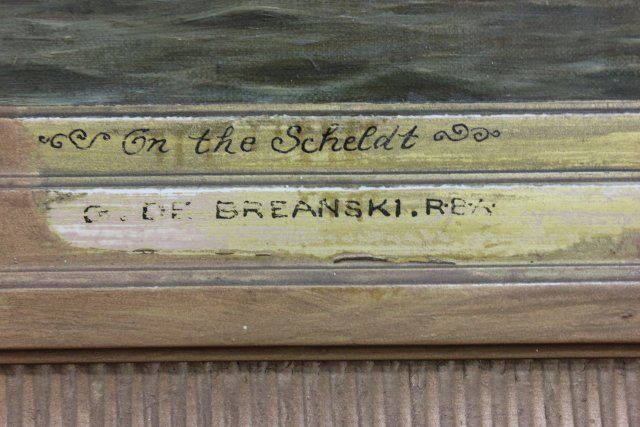 On the Scheldt
G. DE BREANSKI. RBA